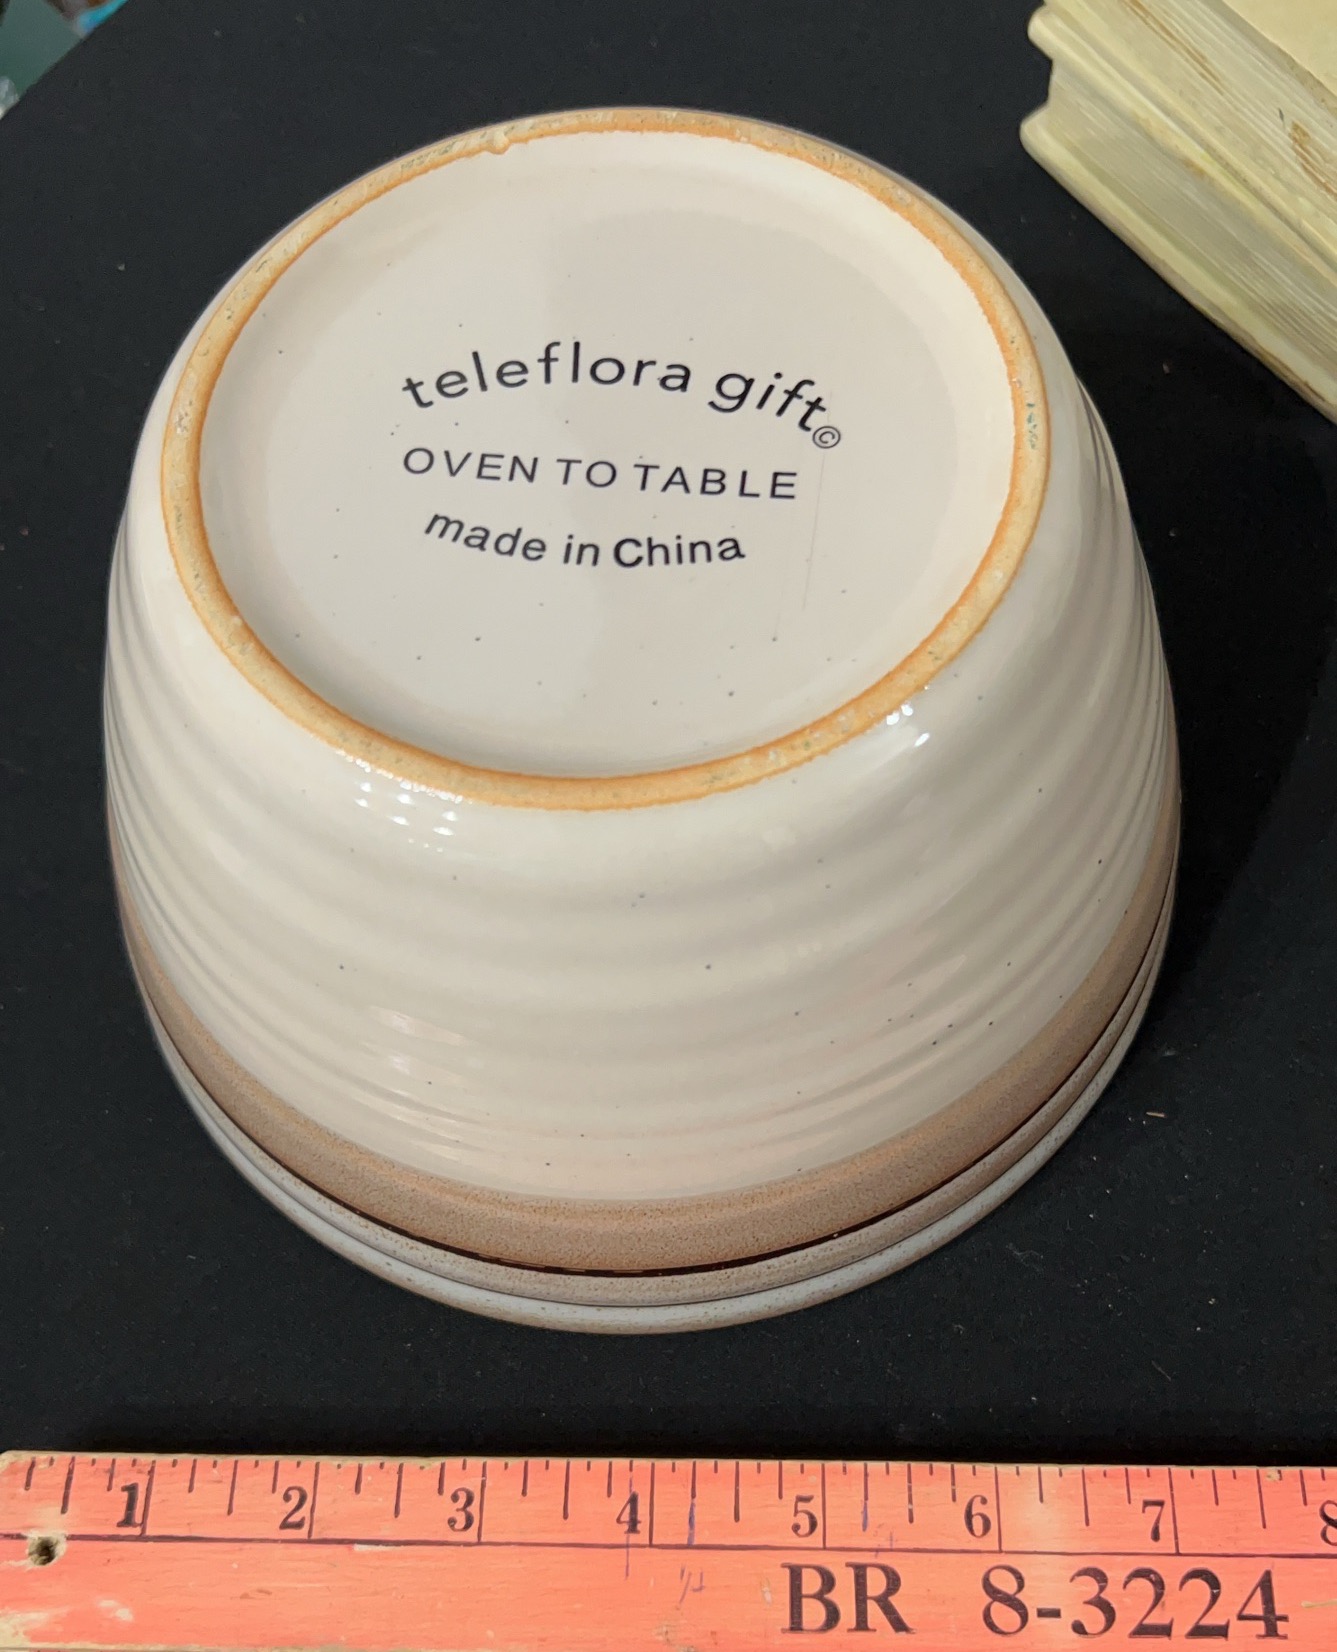 teleflora gift©
OVEN TO TABLE
made in China
1 2 3 4 5 6 7 8
BR 8-3224